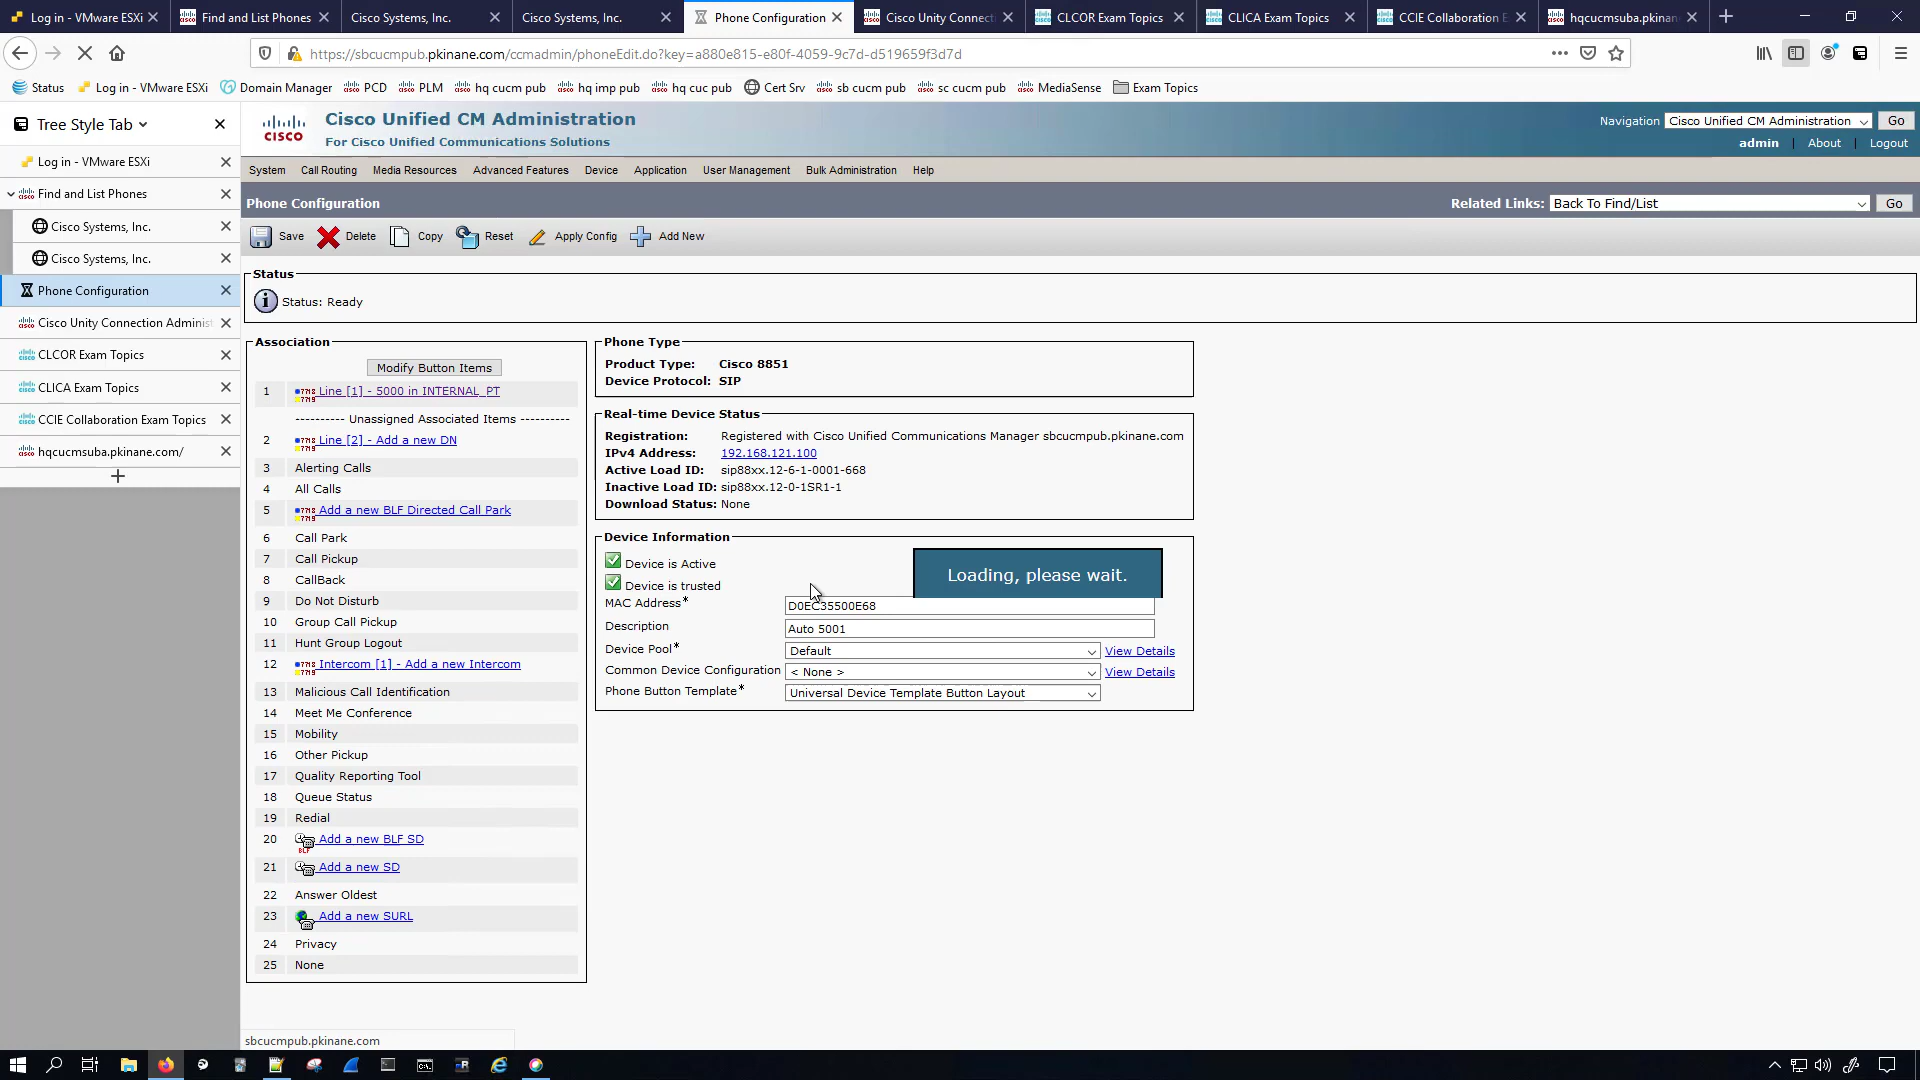 Log in - VMware ESXi
Find and List Phones
Cisco Systems, Inc.
Cisco Systems, Inc.
Phone Configuration
Cisco Unity Connecti
CLCOR Exam Topics
CLICA Exam Topics
CCIE Collaboration E
hqcucmsuba.pkinane.
https://sbcucmpub.pkinane.com/ccmadmin/phoneEdit.do?key=a880e815-e80f-4059-9c7d-d519659f3d7d
Status
Log in - VMware ESXi
Domain Manager
PCD
PLM
hq cucm pub
hq imp pub
hq cuc pub
Cert Srv
sb cucm pub
sc cucm pub
MediaSense
Exam Topics
Tree Style Tab
Log in - VMware ESXi
Find and List Phones
Cisco Systems, Inc.
Cisco Systems, Inc.
Phone Configuration
Cisco Unity Connection Adminis
CLCOR Exam Topics
CLICA Exam Topics
CCIE Collaboration Exam Topics
hqcucmsuba.pkinane.com/
CISCO
Cisco Unified CM Administration
For Cisco Unified Communications Solutions
Navigation Cisco Unified CM Administration Go
admin | About | Logout
System Call Routing Media Resources Advanced Features Device Application User Management Bulk Administration Help
Phone Configuration
Related Links: Back To Find/List Go
Save Delete Copy Reset Apply Config Add New
Status
Status: Ready
Association
Modify Button Items
1 Line [1] - 5000 in INTERNAL_PT
---------- Unassigned Associated Items ----------
2 Line [2] - Add a new DN
3 Alerting Calls
4 All Calls
5 Add a new BLF Directed Call Park
6 Call Park
7 Call Pickup
8 CallBack
9 Do Not Disturb
10 Group Call Pickup
11 Hunt Group Logout
12 Intercom [1] - Add a new Intercom
13 Malicious Call Identification
14 Meet Me Conference
15 Mobility
16 Other Pickup
17 Quality Reporting Tool
18 Queue Status
19 Redial
20 Add a new BLF SD
21 Add a new SD
22 Answer Oldest
23 Add a new SURL
24 Privacy
25 None
Phone Type
Product Type: Cisco 8851
Device Protocol: SIP
Real-time Device Status
Registration: Registered with Cisco Unified Communications Manager sbcucmpub.pkinane.com
IPv4 Address: 192.168.121.100
Active Load ID: sip88xx.12-6-1-0001-668
Inactive Load ID: sip88xx.12-0-1SR1-1
Download Status: None
Device Information
Device is Active
Device is trusted
Loading, please wait.
MAC Address* D0EC35500E68
Description Auto 5001
Device Pool* Default View Details
Common Device Configuration < None > View Details
Phone Button Template* Universal Device Template Button Layout
sbcucmpub.pkinane.com